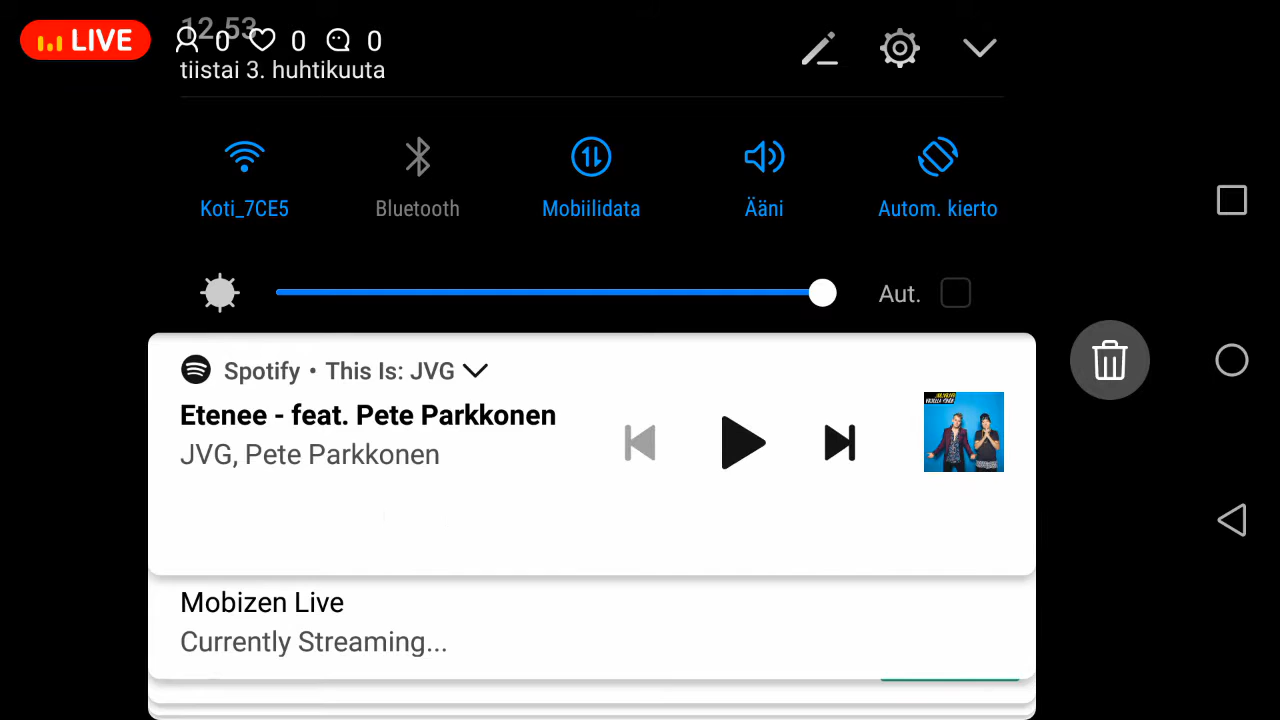 12.53
LIVE 0 0 0
tiistai 3. huhtikuuta
Koti_7CE5 Bluetooth Mobiilidata Ääni Autom. kierto
Aut.
Spotify • This Is: JVG
Etenee - feat. Pete Parkkonen
JVG, Pete Parkkonen
Mobizen Live
Currently Streaming...